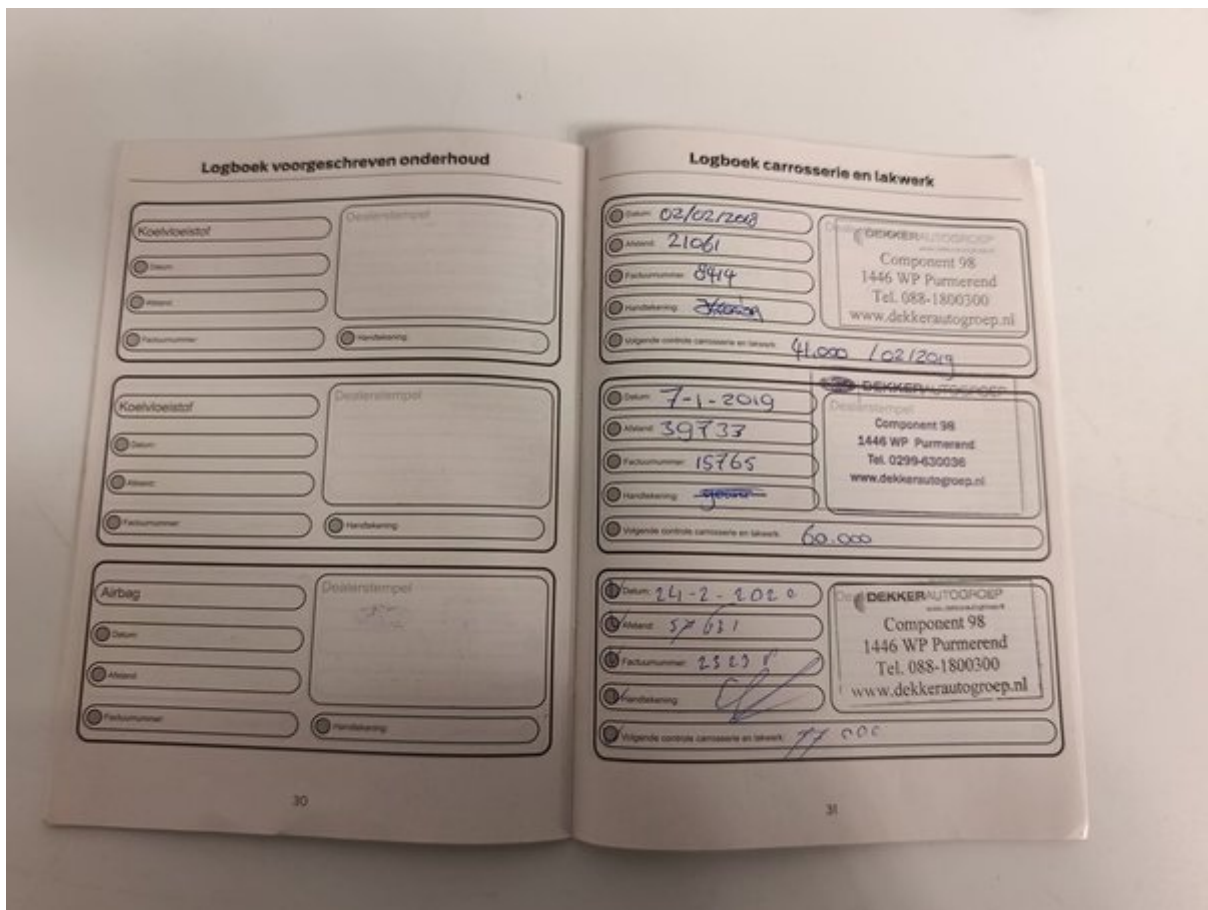 Logboek voorgeschreven onderhoud
Koelvloeistof
Dealerstempel
Datum:
Afstand:
Factuurnummer:
Handtekening:
Koelvloeistof
Dealerstempel
Datum:
Afstand:
Factuurnummer:
Handtekening:
Airbag
Dealerstempel
Datum:
Afstand:
Factuurnummer:
Handtekening:
30
Logboek carrosserie en lakwerk
Datum: 02/02/2018
Afstand: 21061
Factuurnummer: 8414
Handtekening:
Volgende controle carrosserie en lakwerk: 41.000 /02/2019
DEKKERAUTOGROEP
Component 98
1446 WP Purmerend
Tel. 088-1800300
www.dekkerautogroep.nl
Datum: 7-1-2019
Afstand: 39733
Factuurnummer: 15765
Handtekening:
Volgende controle carrosserie en lakwerk: 60.000
DEKKERAUTOGROEP
Dealerstempel
Component 98
1446 WP Purmerend
Tel. 0299-630036
www.dekkerautogroep.nl
Datum: 24-2-2020
Afstand: 57631
Factuurnummer:
Handtekening:
Volgende controle carrosserie en lakwerk: 77 000
DEKKERAUTOGROEP
Component 98
1446 WP Purmerend
Tel. 088-1800300
www.dekkerautogroep.nl
31